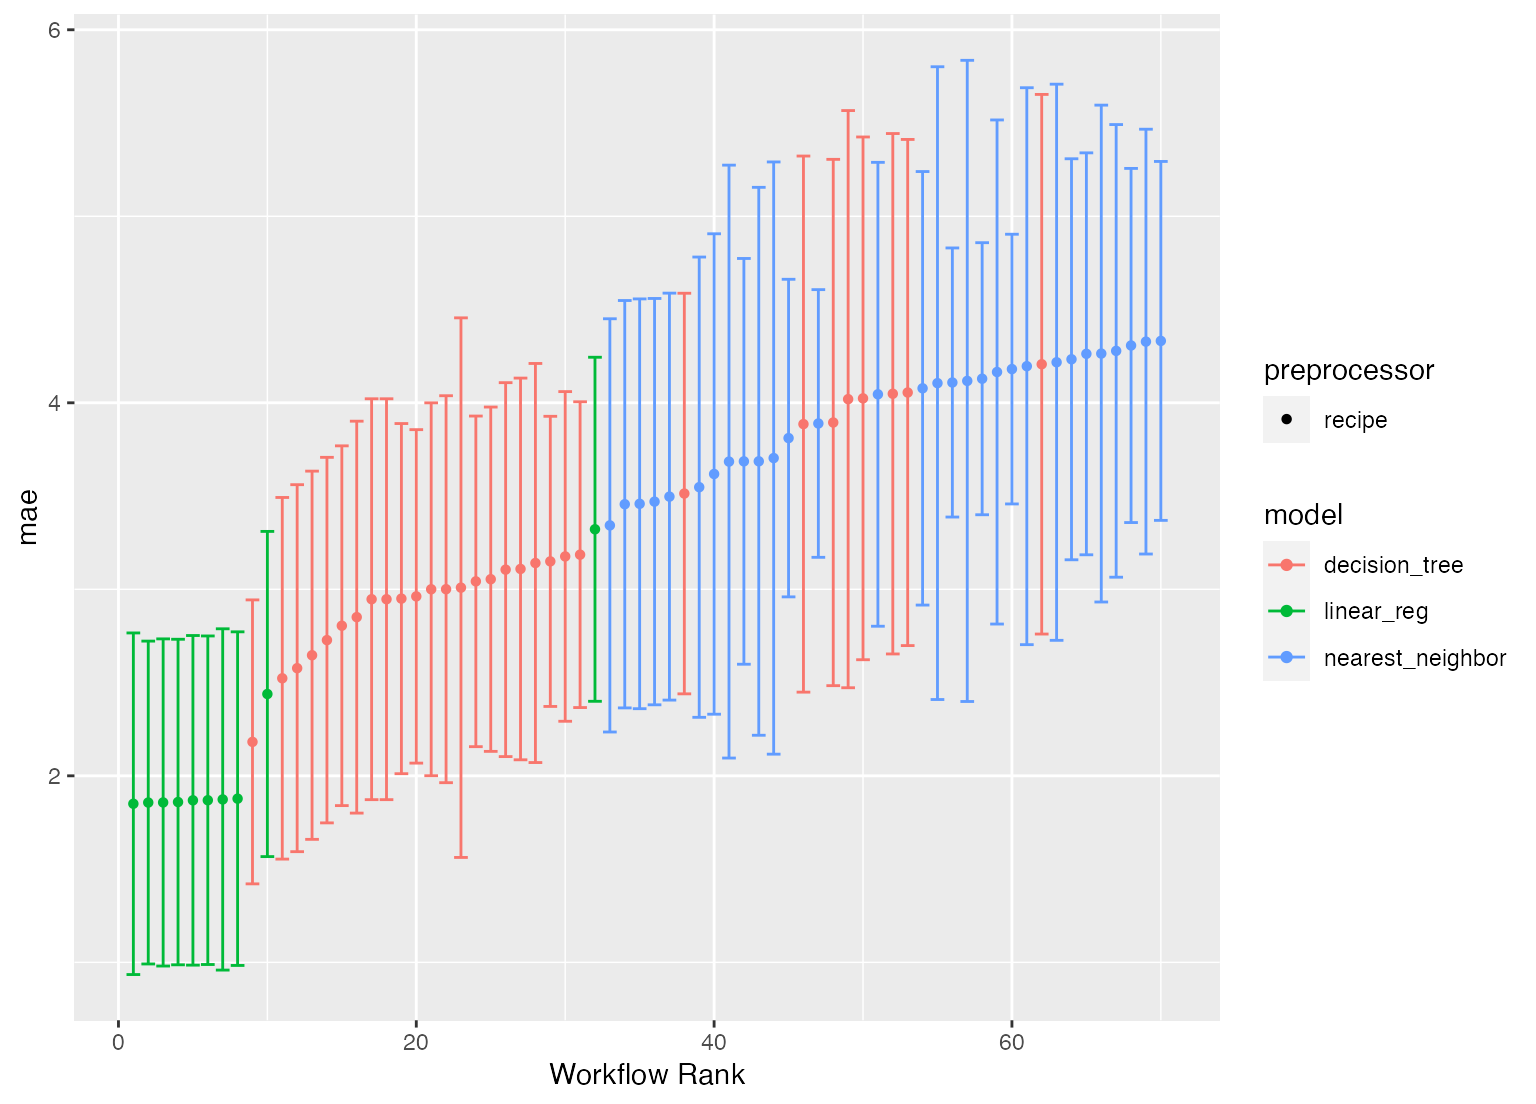 6
4
2
mae
0
20
40
60
Workflow Rank
preprocessor
recipe
model
decision_tree
linear_reg
nearest_neighbor